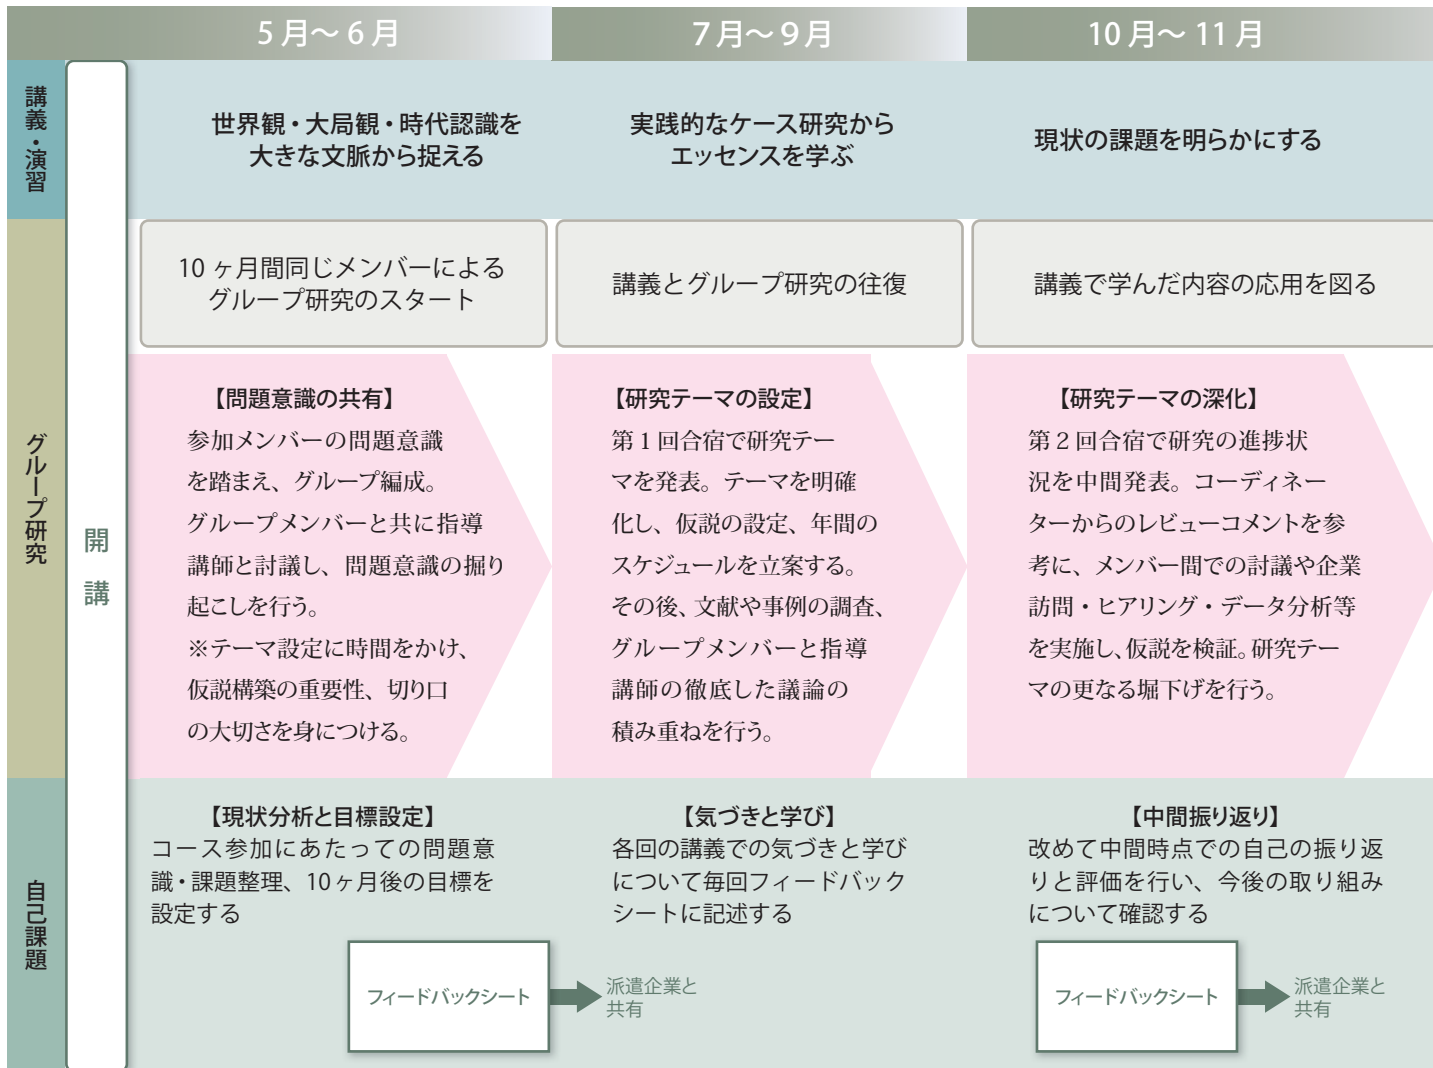 5月〜6月
7月〜9月
10月〜11月
講義・演習
世界観・大局観・時代認識を
大きな文脈から捉える
実践的なケース研究から
エッセンスを学ぶ
現状の課題を明らかにする
開講
グループ研究
10ヶ月間同じメンバーによる
グループ研究のスタート
講義とグループ研究の往復
講義で学んだ内容の応用を図る
【問題意識の共有】
参加メンバーの問題意識
を踏まえ、グループ編成。
グループメンバーと共に指導
講師と討議し、問題意識の掘り
起こしを行う。
※テーマ設定に時間をかけ、
仮説構築の重要性、切り口
の大切さを身につける。
【研究テーマの設定】
第1回合宿で研究テー
マを発表。テーマを明確
化し、仮説の設定、年間の
スケジュールを立案する。
その後、文献や事例の調査、
グループメンバーと指導
講師の徹底した議論の
積み重ねを行う。
【研究テーマの深化】
第2回合宿で研究の進捗状
況を中間発表。コーディネー
ターからのレビューコメントを参
考に、メンバー間での討議や企業
訪問・ヒアリング・データ分析等
を実施し、仮説を検証。研究テー
マの更なる堀下げを行う。
自己課題
【現状分析と目標設定】
コース参加にあたっての問題意
識・課題整理、10ヶ月後の目標を
設定する
フィードバックシート
派遣企業と
共有
【気づきと学び】
各回の講義での気づきと学び
について毎回フィードバック
シートに記述する
【中間振り返り】
改めて中間時点での自己の振り返
りと評価を行い、今後の取り組み
について確認する
フィードバックシート
派遣企業と
共有